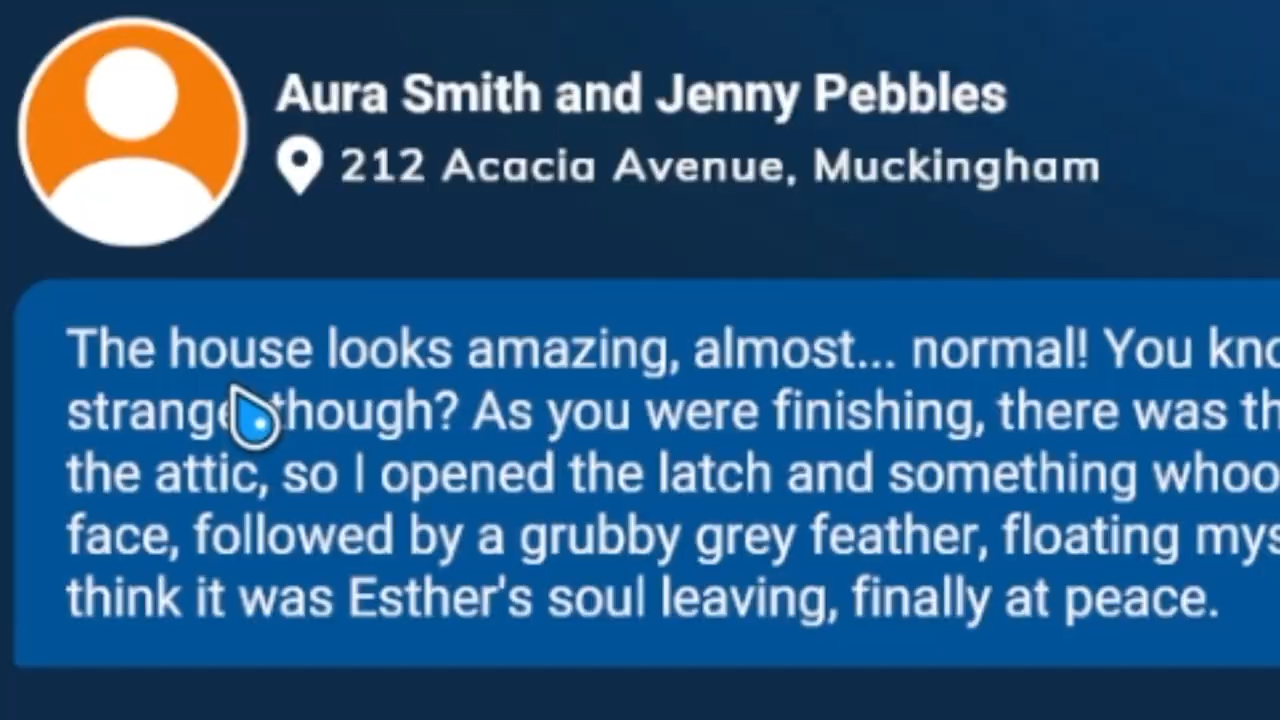 Aura Smith and Jenny Pebbles
212 Acacia Avenue, Muckingham
The house looks amazing, almost... normal! You
strange though? As you were finishing, there was
the attic, so I opened the latch and something
face, followed by a grubby grey feather, floating
think it was Esther's soul leaving, finally at peace.